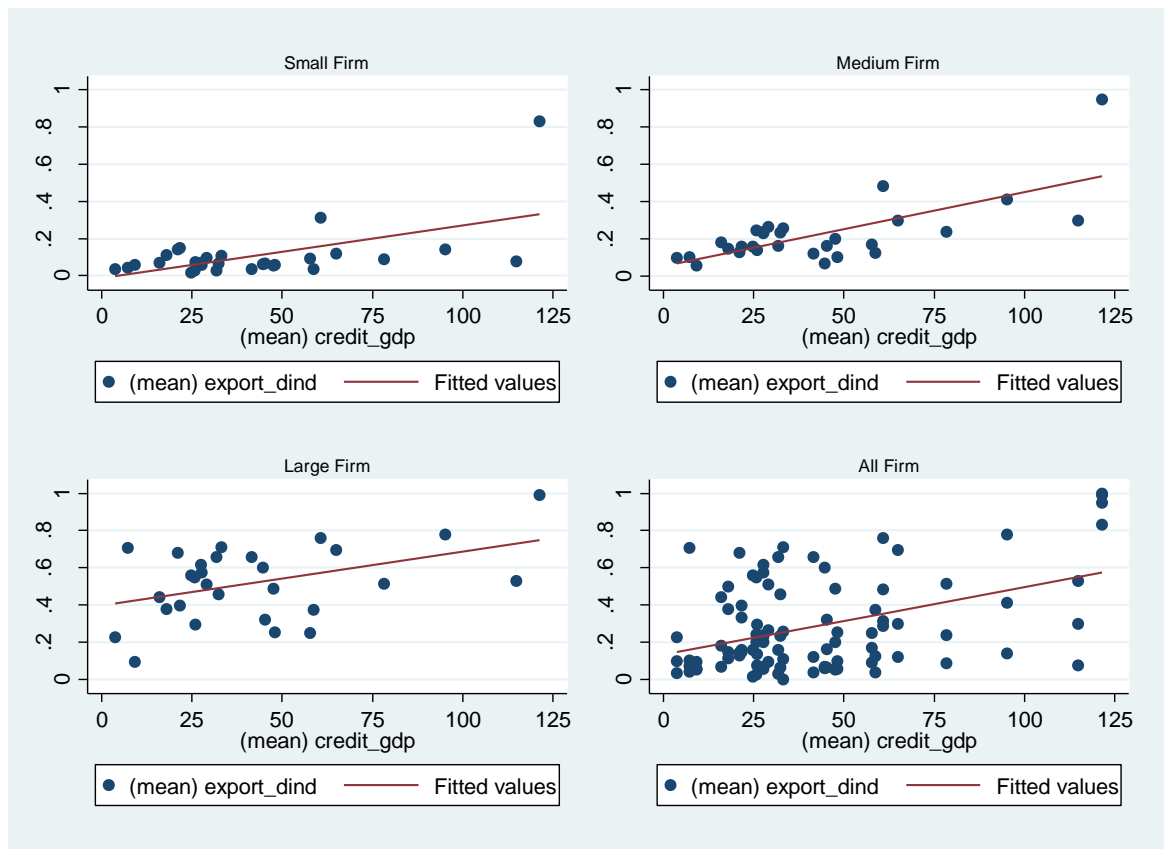 Small Firm
1
.8
.6
.4
.2
0
0 25 50 75 100 125
(mean) credit_gdp
(mean) export_dind Fitted values
Medium Firm
1
.8
.6
.4
.2
0
0 25 50 75 100 125
(mean) credit_gdp
(mean) export_dind Fitted values
Large Firm
1
.8
.6
.4
.2
0
0 25 50 75 100 125
(mean) credit_gdp
(mean) export_dind Fitted values
All Firm
1
.8
.6
.4
.2
0
0 25 50 75 100 125
(mean) credit_gdp
(mean) export_dind Fitted values